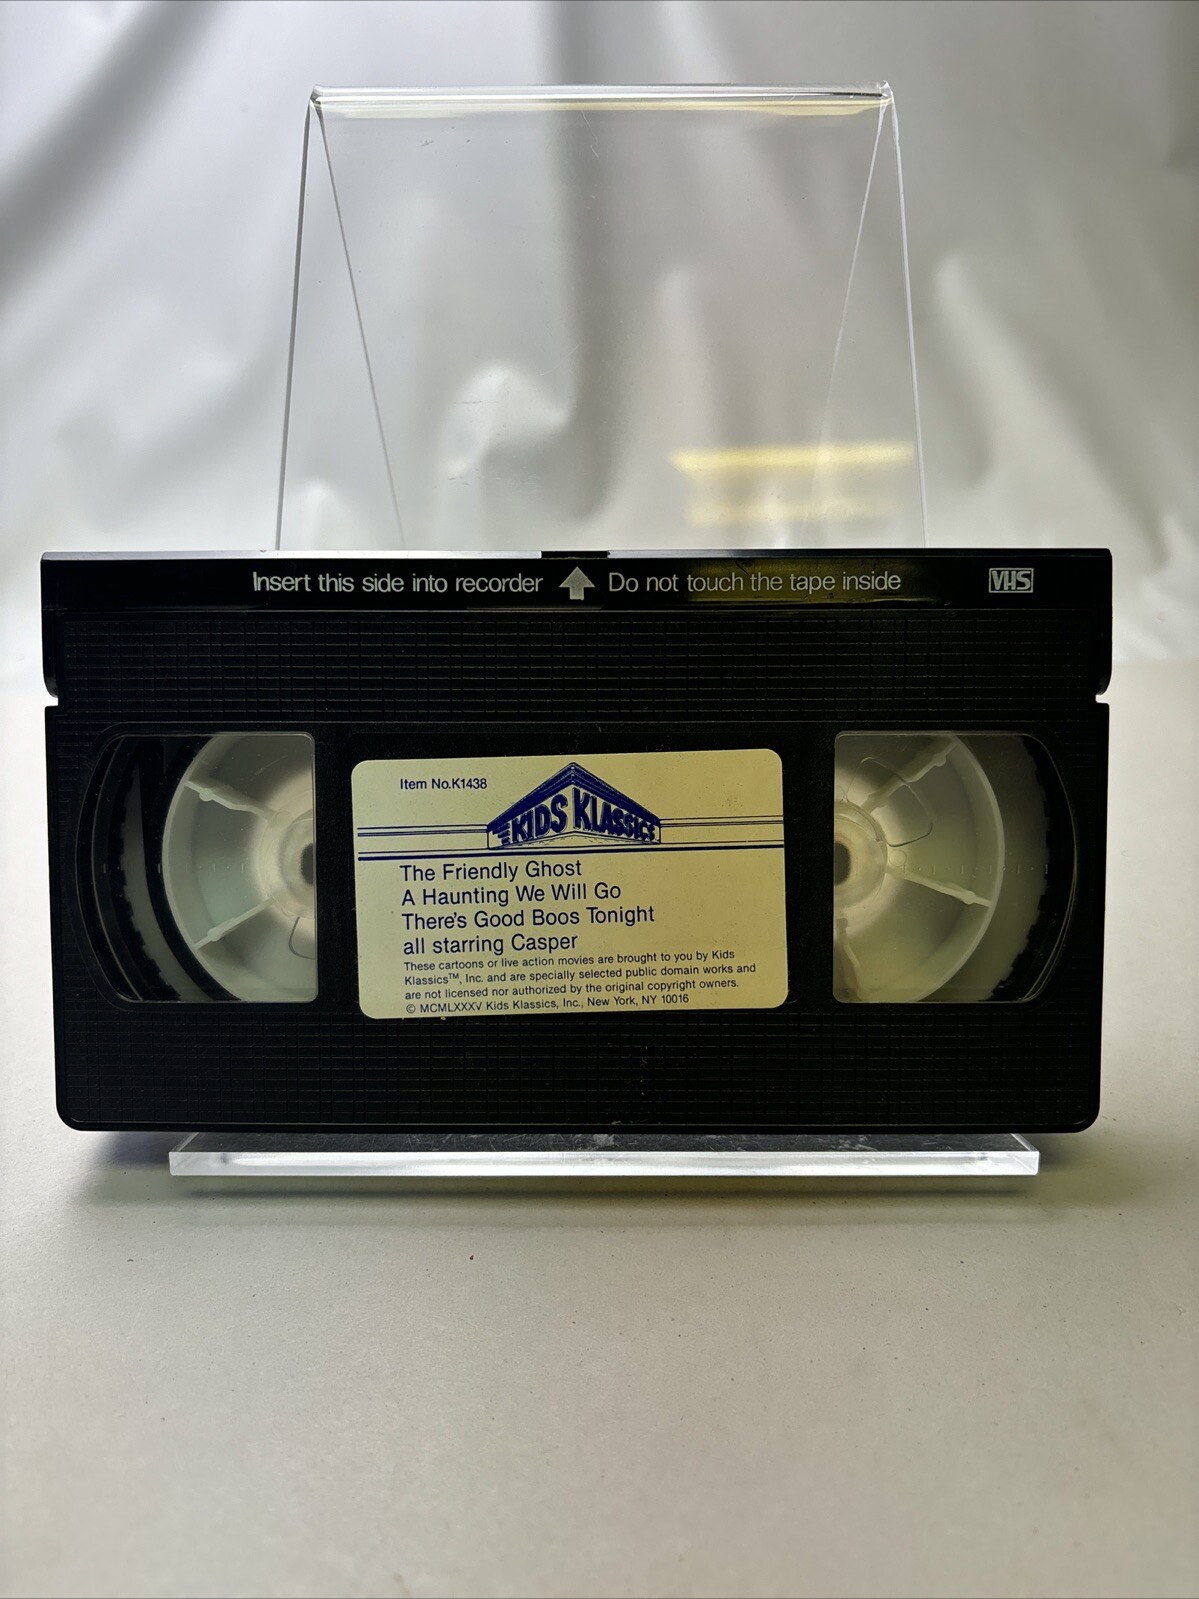 Insert this side into recorder Do not touch the tape inside VHS
Item No.K1438
KIDS KLASSICS
The Friendly Ghost
A Haunting We Will Go
There's Good Boos Tonight
all starring Casper
These cartoons or live action movies are brought to you by Kids
Klassics™, Inc. and are specially selected public domain works and
are not licensed nor authorized by the original copyright owners.
© MCMLXXXV Kids Klassics, Inc., New York, NY 10016